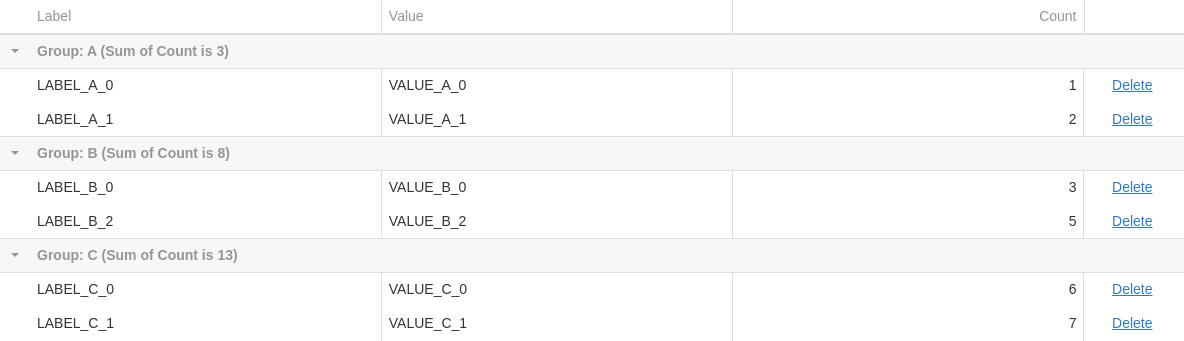 Label Value Count
Group: A (Sum of Count is 3)
LABEL_A_0 VALUE_A_0 1 Delete
LABEL_A_1 VALUE_A_1 2 Delete
Group: B (Sum of Count is 8)
LABEL_B_0 VALUE_B_0 3 Delete
LABEL_B_2 VALUE_B_2 5 Delete
Group: C (Sum of Count is 13)
LABEL_C_0 VALUE_C_0 6 Delete
LABEL_C_1 VALUE_C_1 7 Delete